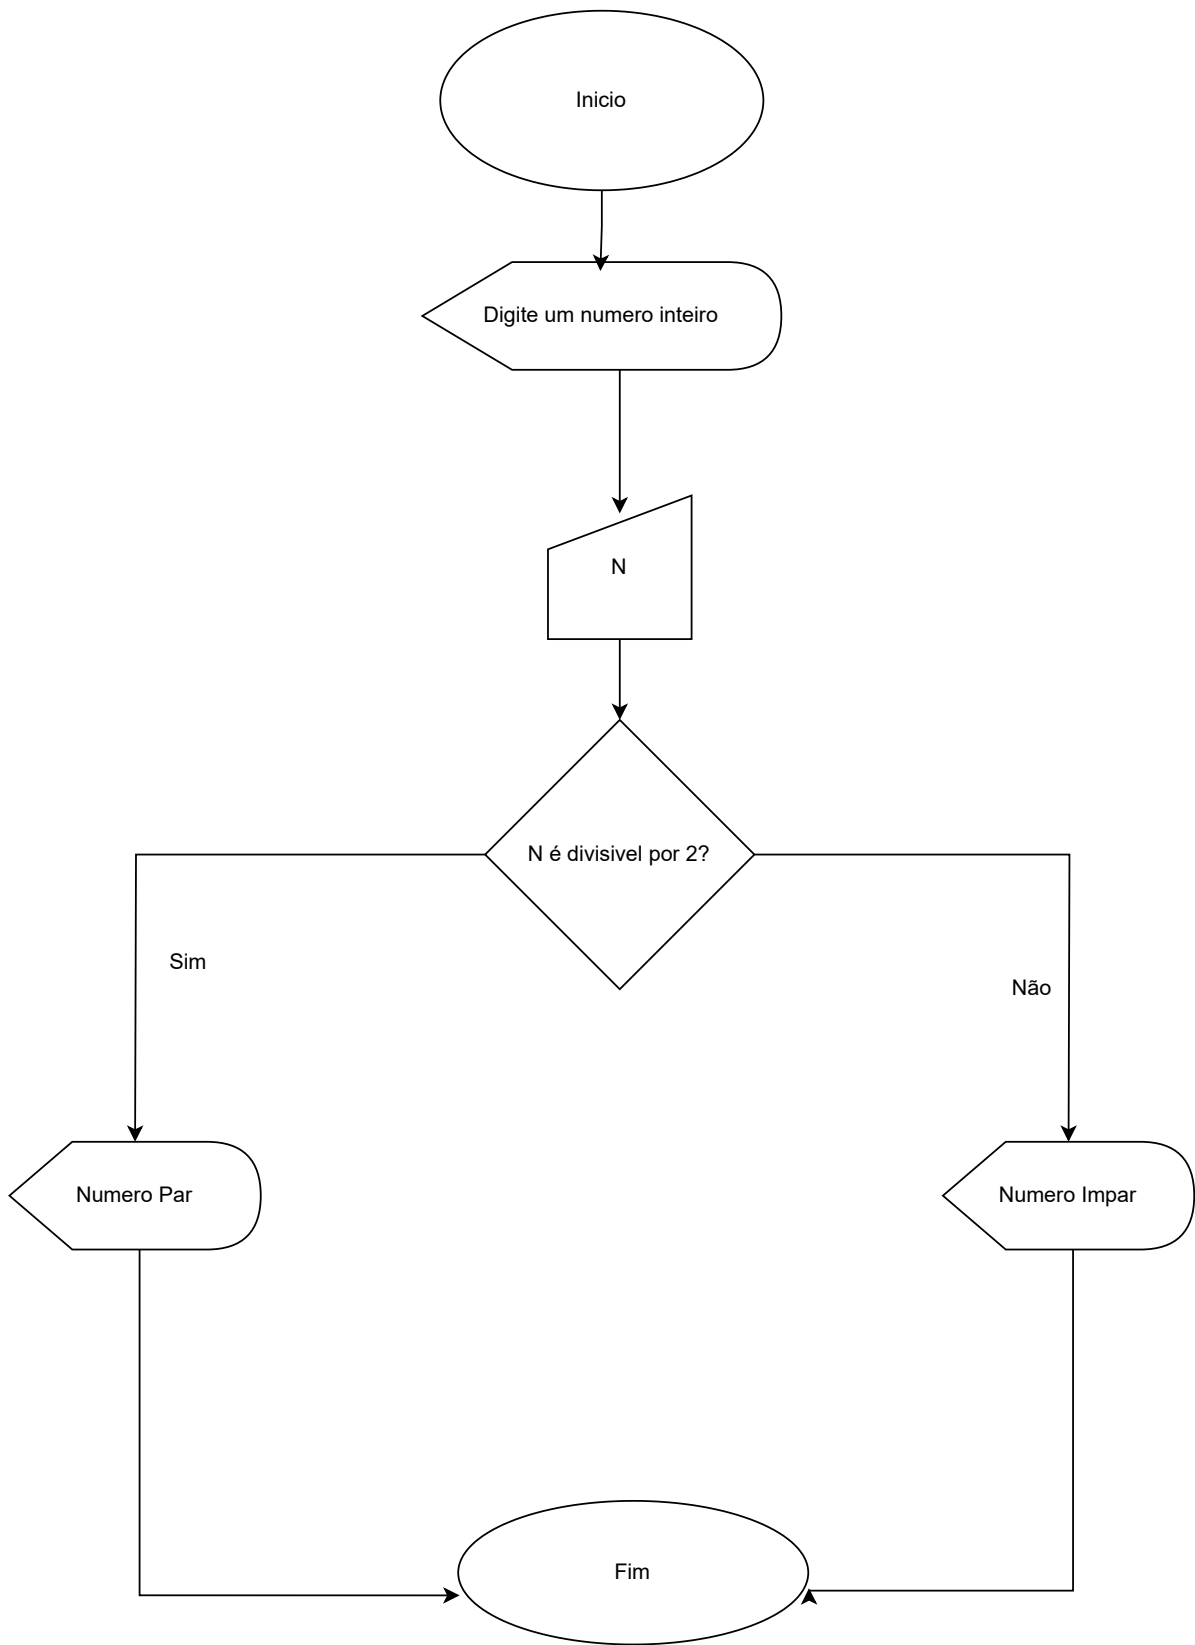 Inicio
Digite um numero inteiro
N
N é divisivel por 2?
Sim
Não
Numero Par
Numero Impar
Fim